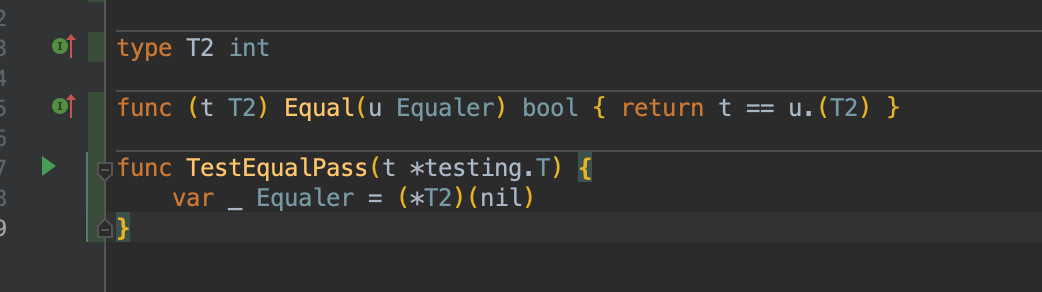 2
3 type T2 int
4
5 func (t T2) Equal(u Equaler) bool { return t == u.(T2) }
6
7 func TestEqualPass(t *testing.T) {
8 var _ Equaler = (*T2)(nil)
9 }